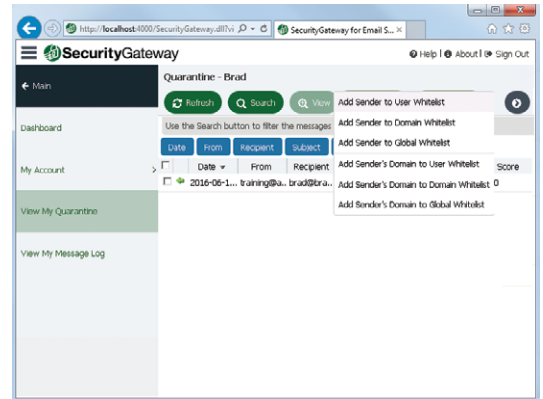 http://localhost:4000/SecurityGateway.dll?vi
SecurityGateway for Email S...
SecurityGateway
Help | About | Sign Out
Main
Quarantine - Brad
Refresh
Search
View
Add Sender to User Whitelist
Add Sender to Domain Whitelist
Add Sender to Global Whitelist
Add Sender's Domain to User Whitelist
Add Sender's Domain to Domain Whitelist
Add Sender's Domain to Global Whitelist
Dashboard
Use the Search button to filter the messages
Date From Recipient Subject
My Account
Date From Recipient Score
2016-06-1... training@a.. brad@bra.. 0
View My Quarantine
View My Message Log